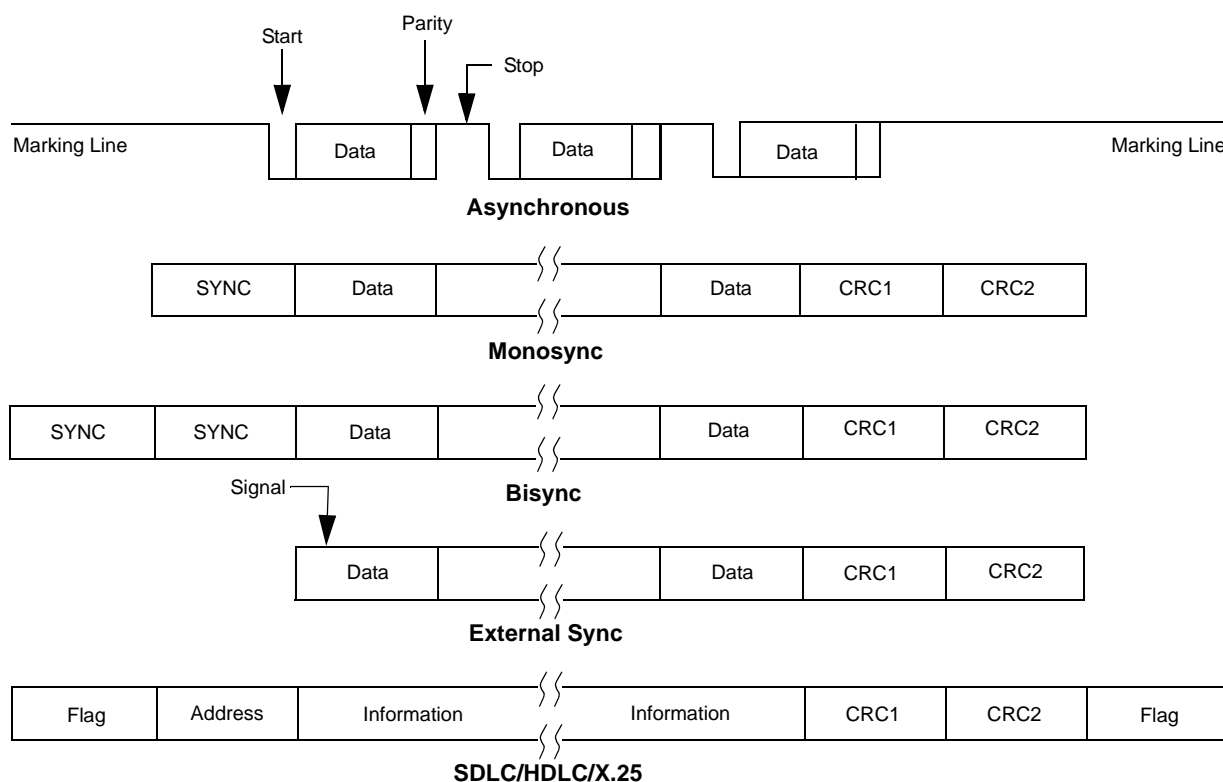 Start
Parity
Stop
Marking Line
Data
Data
Data
Marking Line
Asynchronous
SYNC Data Data CRC1 CRC2
Monosync
SYNC SYNC Data Data CRC1 CRC2
Signal
Bisync
Data Data CRC1 CRC2
External Sync
Flag Address Information Information CRC1 CRC2 Flag
SDLC/HDLC/X.25